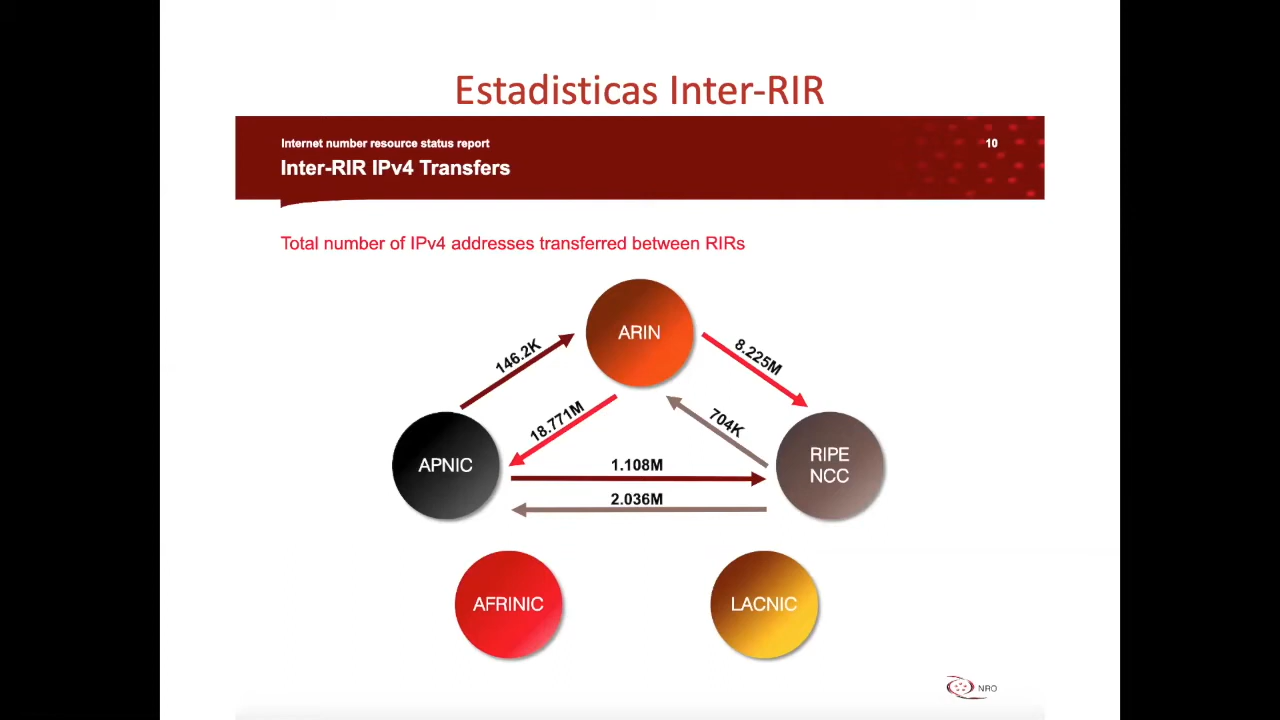 Estadisticas Inter-RIR
Internet number resource status report
10
Inter-RIR IPv4 Transfers
Total number of IPv4 addresses transferred between RIRs
ARIN
146.2K
8.225M
18.771M
704K
APNIC
1.108M
RIPE
NCC
2.036M
AFRINIC
LACNIC
NRO